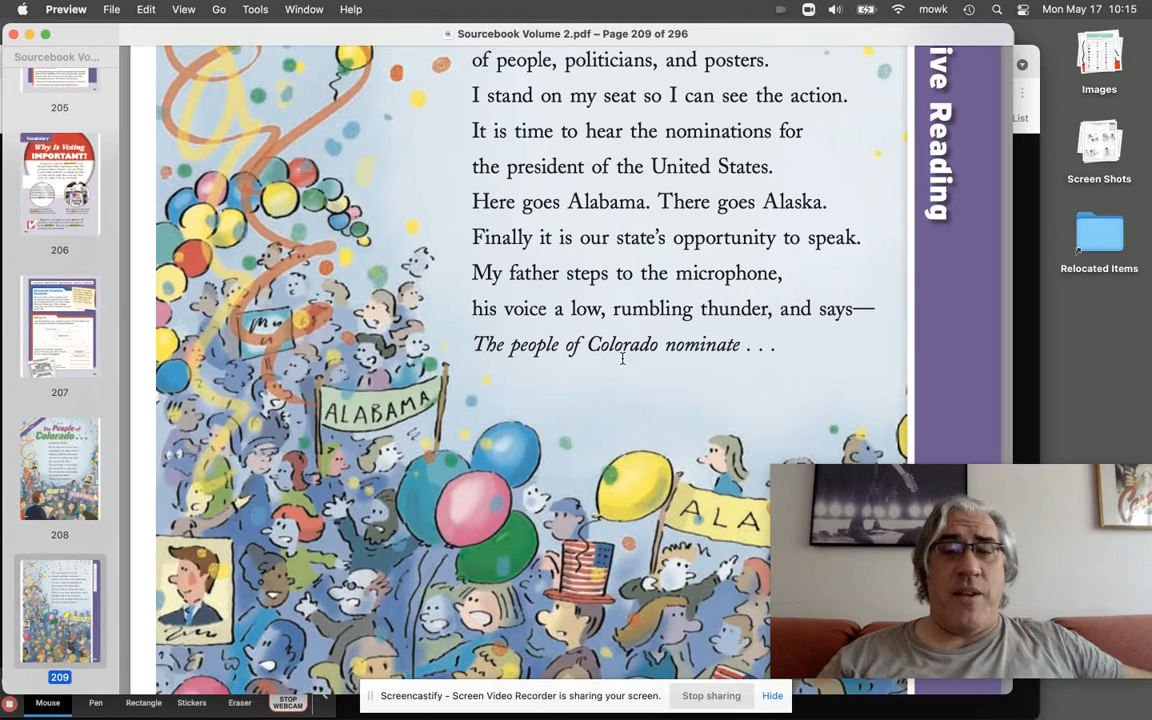 Preview File Edit View Go Tools Window Help
mowk Mon May 17 10:15
Sourcebook Volume 2.pdf – Page 209 of 296
Sourcebook Vo...
205
Vocabulary
Why Is Voting
IMPORTANT?
206
207
The People of
Colorado . . .
208
209
of people, politicians, and posters.
I stand on my seat so I can see the action.
It is time to hear the nominations for
the president of the United States.
Here goes Alabama. There goes Alaska.
Finally it is our state’s opportunity to speak.
My father steps to the microphone,
his voice a low, rumbling thunder, and says—
The people of Colorado nominate . . .
ALABAMA
ALA
ive Reading
List
Images
Screen Shots
Relocated Items
Screencastify - Screen Video Recorder is sharing your screen.
Stop sharing
Hide
Mouse
Pen
Rectangle
Stickers
Eraser
STOP
WEBCAM